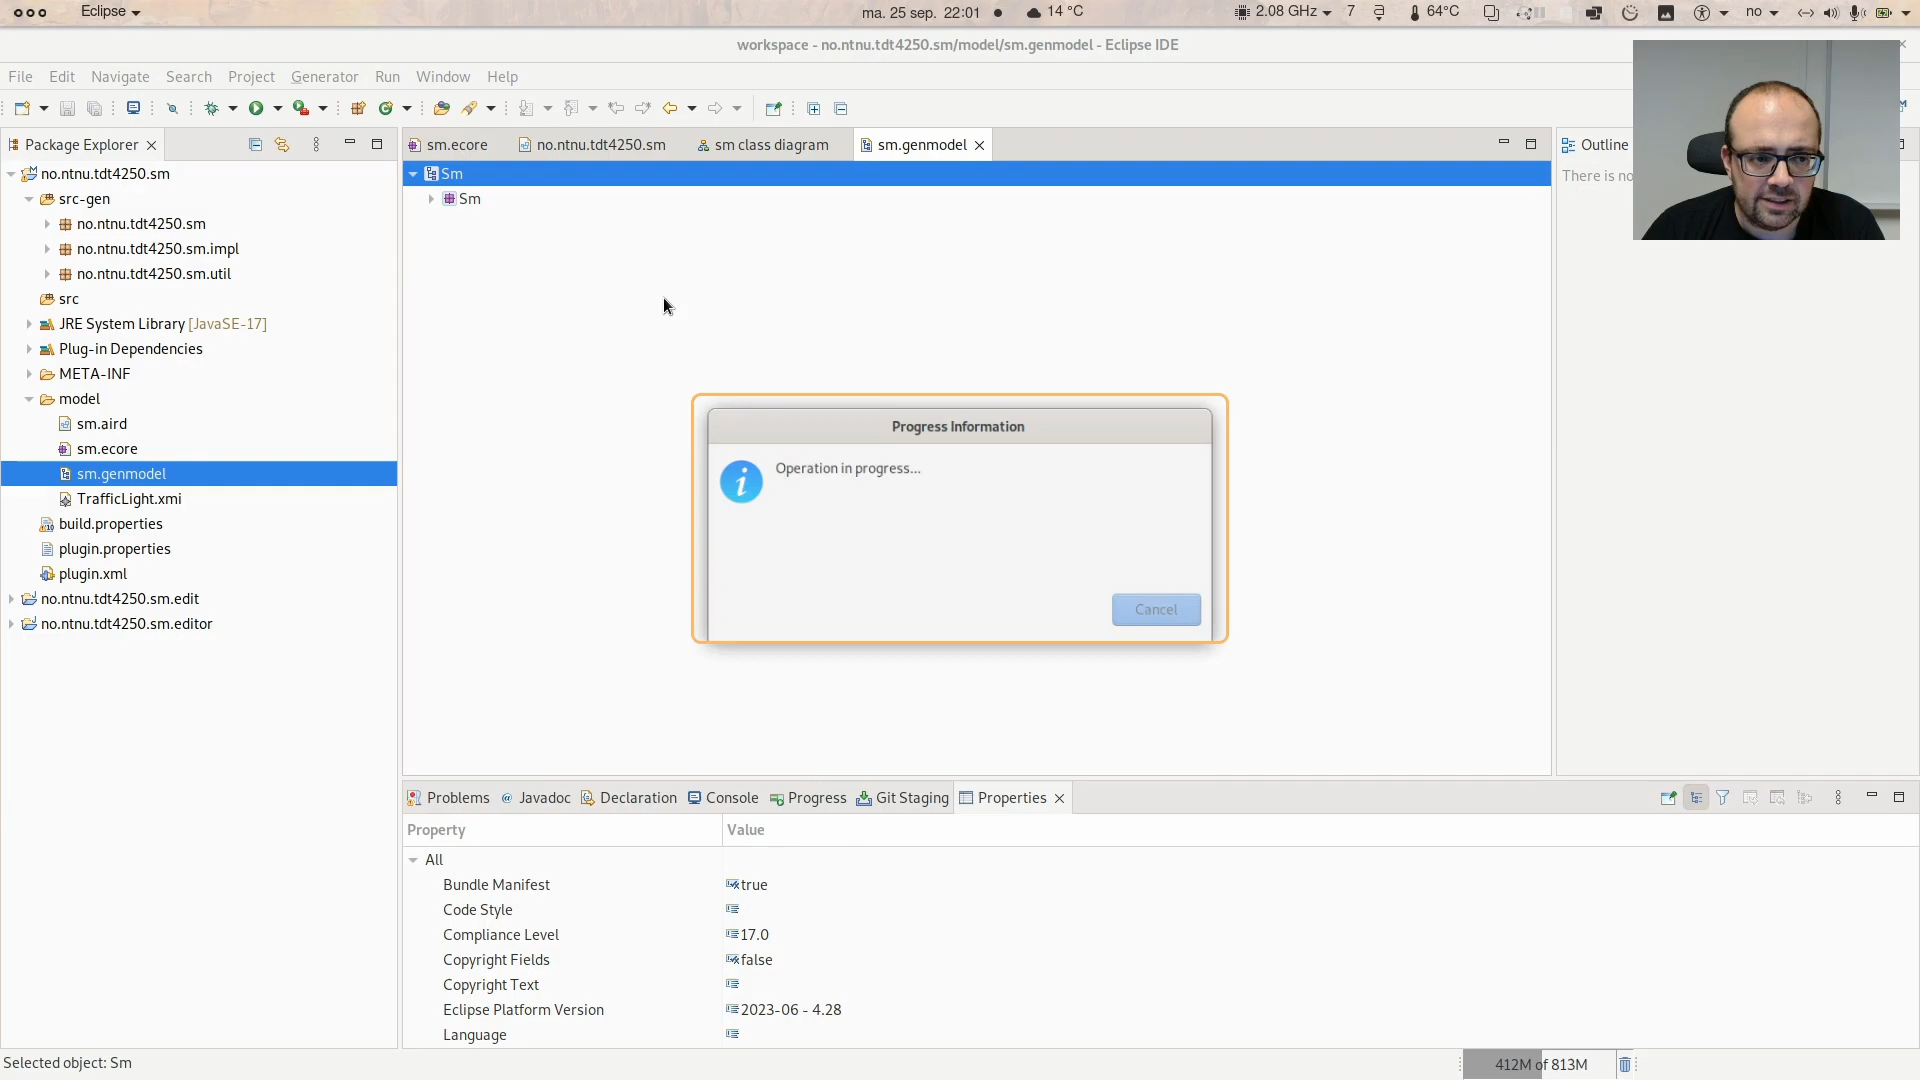 Eclipse
ma. 25 sep. 22:01
14 °C
2.08 GHz
7
64°C
no
workspace - no.ntnu.tdt4250.sm/model/sm.genmodel - Eclipse IDE
File Edit Navigate Search Project Generator Run Window Help
Package Explorer
sm.ecore
no.ntnu.tdt4250.sm
sm class diagram
sm.genmodel
Outline
no.ntnu.tdt4250.sm
src-gen
no.ntnu.tdt4250.sm
no.ntnu.tdt4250.sm.impl
no.ntnu.tdt4250.sm.util
src
JRE System Library [JavaSE-17]
Plug-in Dependencies
META-INF
model
sm.aird
sm.ecore
sm.genmodel
TrafficLight.xmi
build.properties
plugin.properties
plugin.xml
no.ntnu.tdt4250.sm.edit
no.ntnu.tdt4250.sm.editor
Sm
Sm
There is no
Progress Information
Operation in progress...
Cancel
Problems
Javadoc
Declaration
Console
Progress
Git Staging
Properties
Property Value
All
Bundle Manifest true
Code Style
Compliance Level 17.0
Copyright Fields false
Copyright Text
Eclipse Platform Version 2023-06 - 4.28
Language
Selected object: Sm
412M of 813M